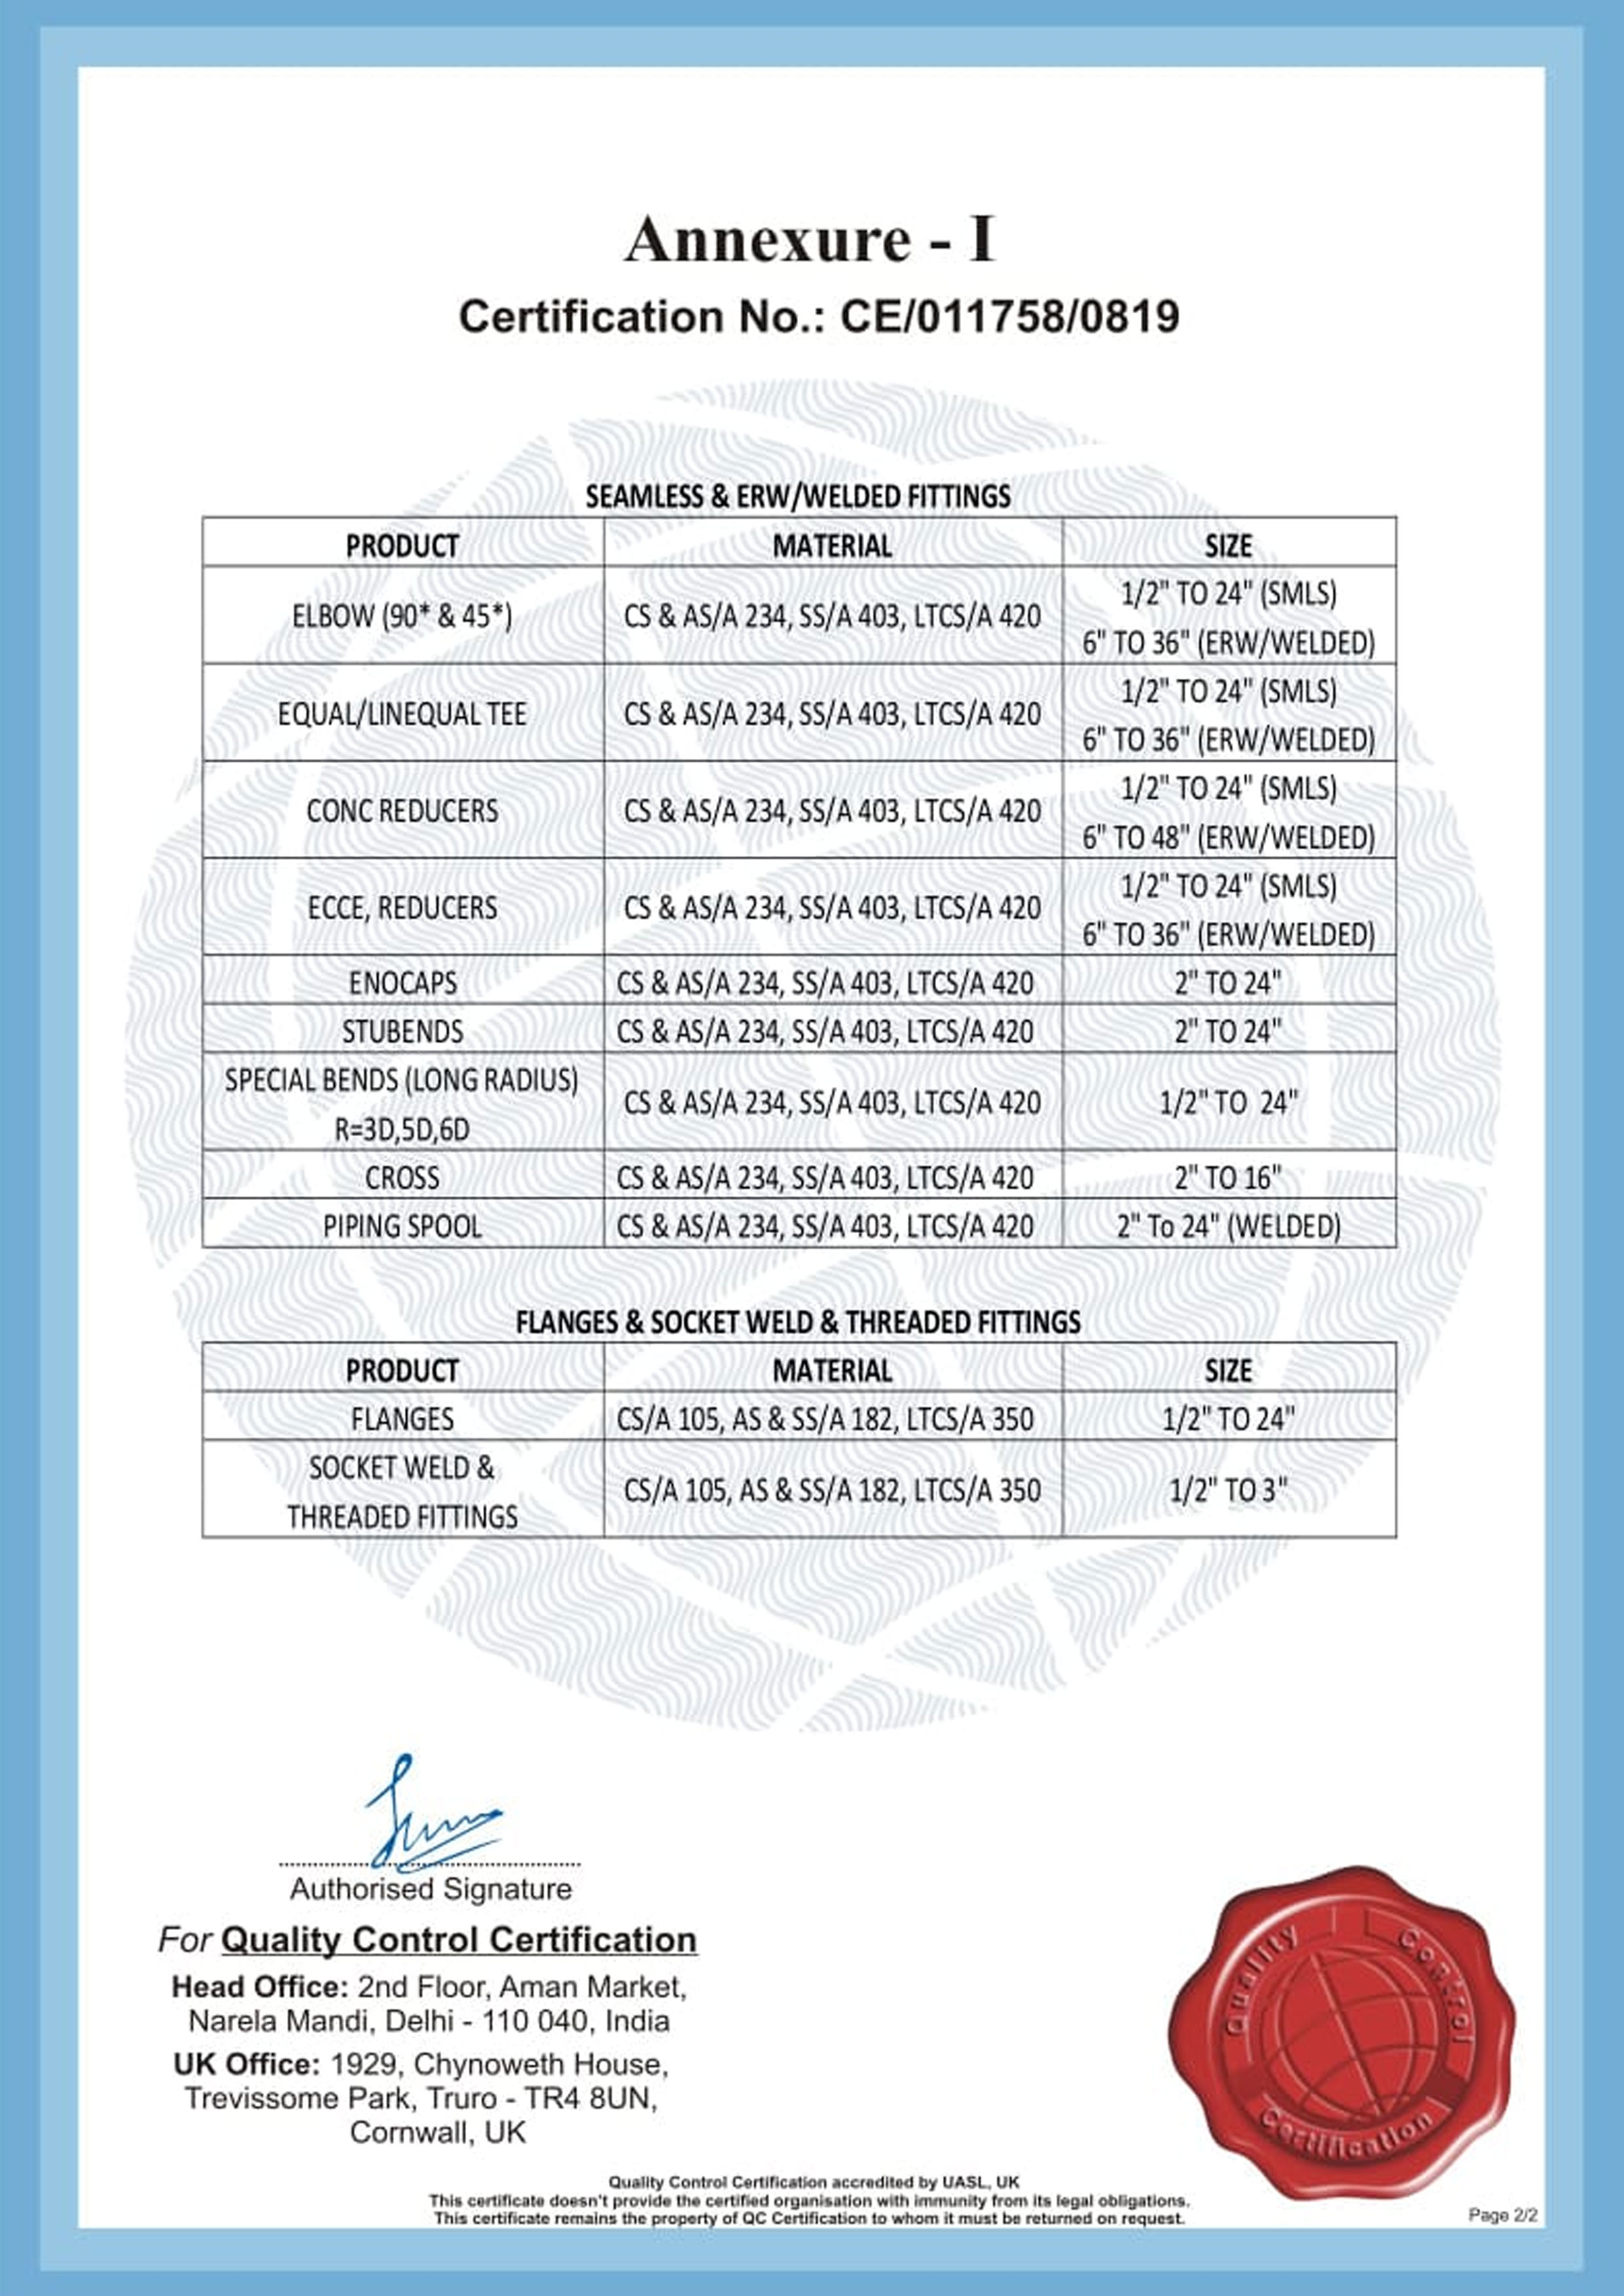 Annexure - I
Certification No.: CE/011758/0819
SEAMLESS & ERW/WELDED FITTINGS
PRODUCT MATERIAL SIZE
ELBOW (90* & 45*) CS & AS/A 234, SS/A 403, LTCS/A 420 1/2" TO 24" (SMLS)
6" TO 36" (ERW/WELDED)
EQUAL/LINEQUAL TEE CS & AS/A 234, SS/A 403, LTCS/A 420 1/2" TO 24" (SMLS)
6" TO 36" (ERW/WELDED)
CONC REDUCERS CS & AS/A 234, SS/A 403, LTCS/A 420 1/2" TO 24" (SMLS)
6" TO 48" (ERW/WELDED)
ECCE, REDUCERS CS & AS/A 234, SS/A 403, LTCS/A 420 1/2" TO 24" (SMLS)
6" TO 36" (ERW/WELDED)
ENOCAPS CS & AS/A 234, SS/A 403, LTCS/A 420 2" TO 24"
STUBENDS CS & AS/A 234, SS/A 403, LTCS/A 420 2" TO 24"
SPECIAL BENDS (LONG RADIUS)
R=3D,5D,6D CS & AS/A 234, SS/A 403, LTCS/A 420 1/2" TO 24"
CROSS CS & AS/A 234, SS/A 403, LTCS/A 420 2" TO 16"
PIPING SPOOL CS & AS/A 234, SS/A 403, LTCS/A 420 2" To 24" (WELDED)
FLANGES & SOCKET WELD & THREADED FITTINGS
PRODUCT MATERIAL SIZE
FLANGES CS/A 105, AS & SS/A 182, LTCS/A 350 1/2" TO 24"
SOCKET WELD &
THREADED FITTINGS CS/A 105, AS & SS/A 182, LTCS/A 350 1/2" TO 3"
Authorised Signature
For Quality Control Certification
Head Office: 2nd Floor, Aman Market,
Narela Mandi, Delhi - 110 040, India
UK Office: 1929, Chynoweth House,
Trevissome Park, Truro - TR4 8UN,
Cornwall, UK
Quality Control
Certification
Quality Control Certification accredited by UASL, UK
This certificate doesn't provide the certified organisation with immunity from its legal obligations.
This certificate remains the property of QC Certification to whom it must be returned on request.
Page 2/2